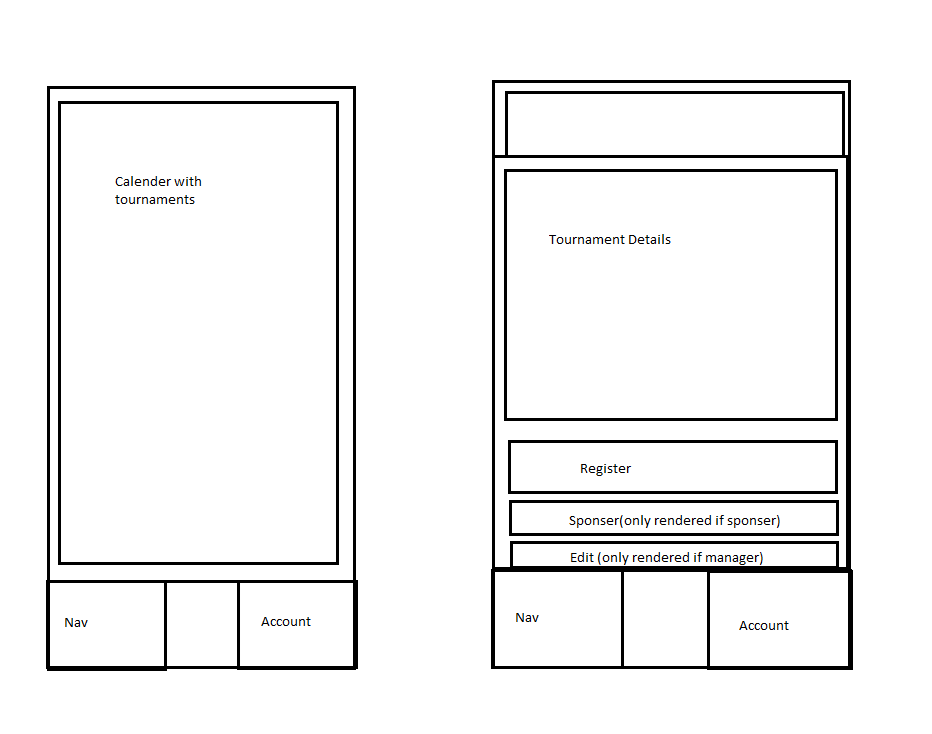 Calender with
tournaments
Nav
Account
Tournament Details
Register
Sponser(only rendered if sponser)
Edit (only rendered if manager)
Nav
Account